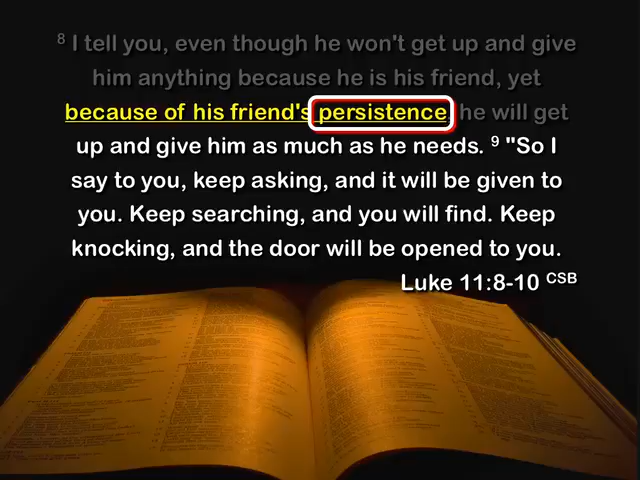 8 I tell you, even though he won't get up and give
him anything because he is his friend, yet
because of his friend's persistence, he will get
up and give him as much as he needs. 9 "So I
say to you, keep asking, and it will be given to
you. Keep searching, and you will find. Keep
knocking, and the door will be opened to you.
Luke 11:8-10 CSB